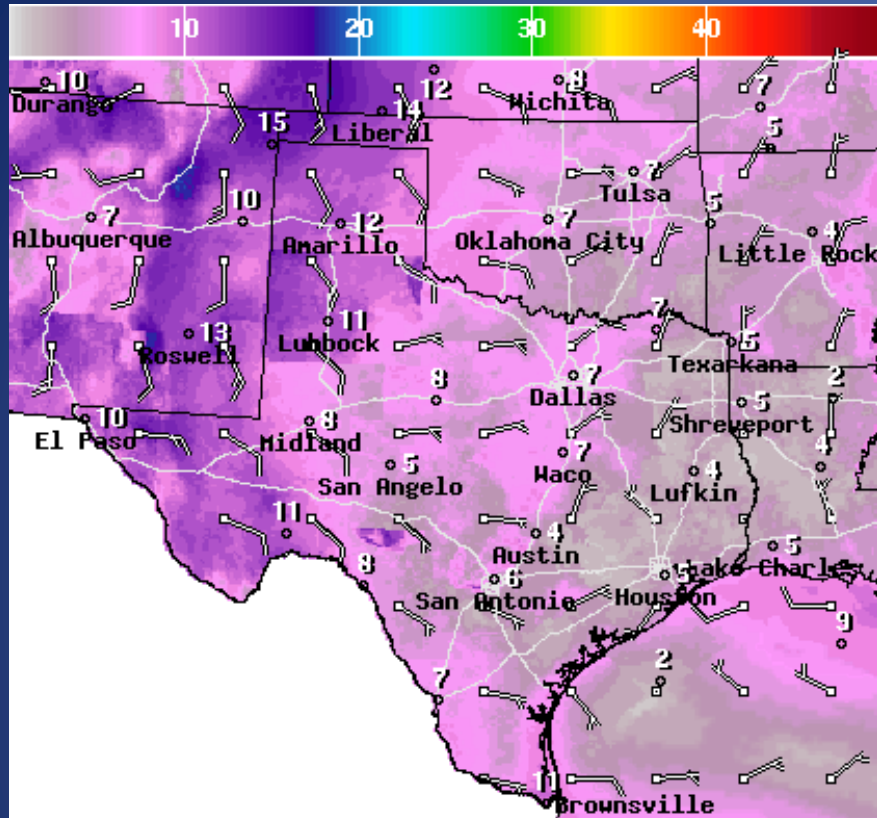 10 20 30 40
10 12 8 7
Durango Wichita
14
Liberal
15 5
7
Tulsa
7 10 12 7 5 4
Albuquerque Amarillo Oklahoma City Little Rock
13 11 7
Roswell Lubbock 5
Texarkana
7 2
8 Dallas 5
Shreveport
10 8
El Paso Midland 7 4
5 Waco 4
San Angelo Lufkin
11 4 5
Austin
8 6 5 Lake Charles
San Antonio Houston
9
7 2
11
Brownsville